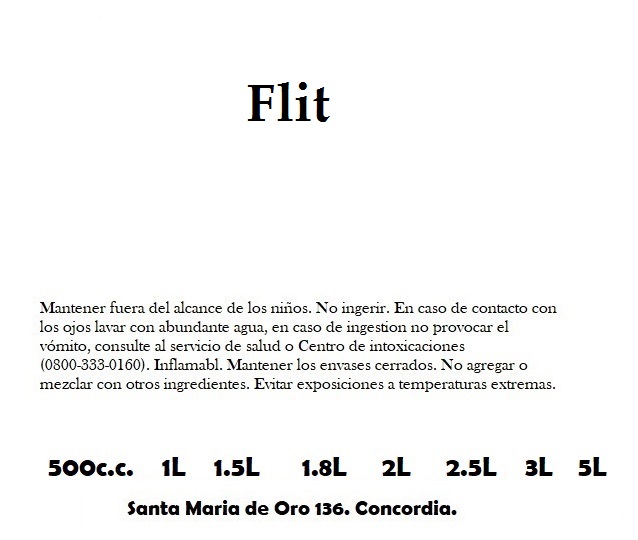 Flit
Mantener fuera del alcance de los niños. No ingerir. En caso de contacto con
los ojos lavar con abundante agua, en caso de ingestion no provocar el
vómito, consulte al servicio de salud o Centro de intoxicaciones
(0800-333-0160). Inflamabl. Mantener los envases cerrados. No agregar o
mezclar con otros ingredientes. Evitar exposiciones a temperaturas extremas.
500c.c. 1L 1.5L 1.8L 2L 2.5L 3L 5L
Santa Maria de Oro 136. Concordia.